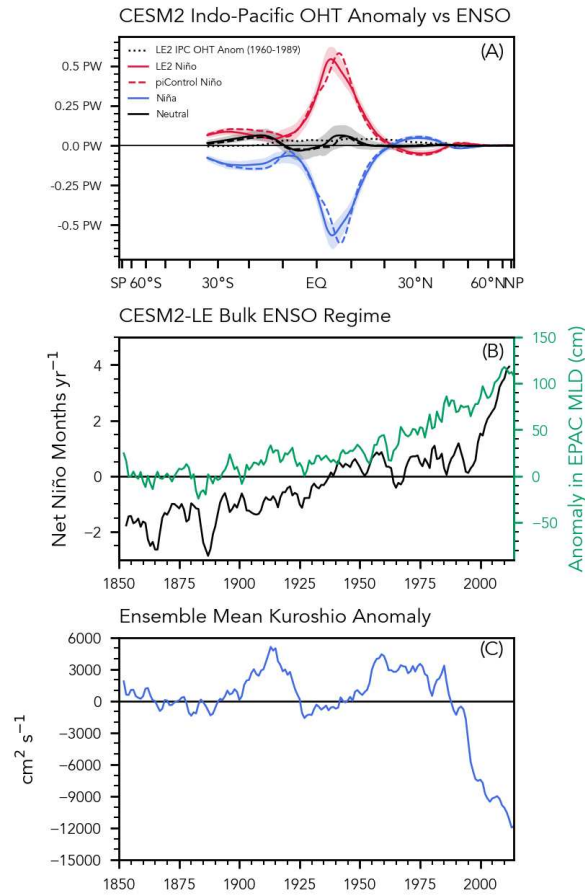 CESM2 Indo-Pacific OHT Anomaly vs ENSO
(A)
LE2 IPC OHT Anom (1960-1989)
LE2 Niño
piControl Niño
Niña
Neutral
0.5 PW
0.25 PW
0.0 PW
-0.25 PW
-0.5 PW
SP 60°S 30°S EQ 30°N 60°N NP
CESM2-LE Bulk ENSO Regime
(B)
Net Niño Months yr⁻¹
4
2
0
−2
150
100
50
0
−50
Anomaly in EPAC MLD (cm)
1850 1875 1900 1925 1950 1975 2000
Ensemble Mean Kuroshio Anomaly
(C)
cm² s⁻¹
6000
3000
0
−3000
−6000
−9000
−12000
−15000
1850 1875 1900 1925 1950 1975 2000